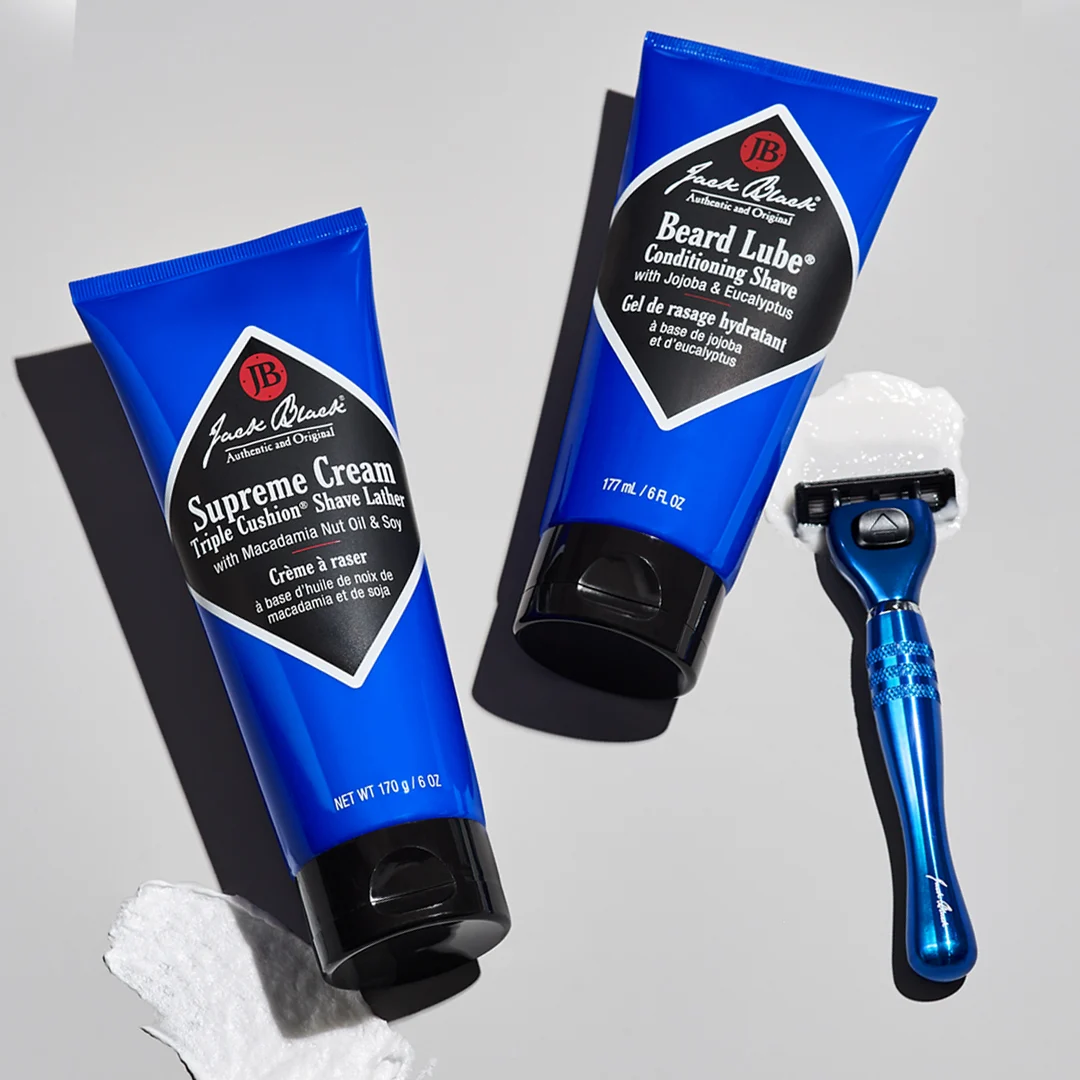 JB
Jack Black®
Authentic and Original
Supreme Cream
Triple Cushion® Shave Lather
with Macadamia Nut Oil & Soy
Crème à raser
à base d'huile de noix de
macadamia et de soja
NET WT 170 g / 6 OZ
JB
Jack Black®
Authentic and Original
Beard Lube®
Conditioning Shave
with Jojoba & Eucalyptus
Gel de rasage hydratant
à base de jojoba
et d'eucalyptus
177 mL / 6 FL OZ
Jack Black